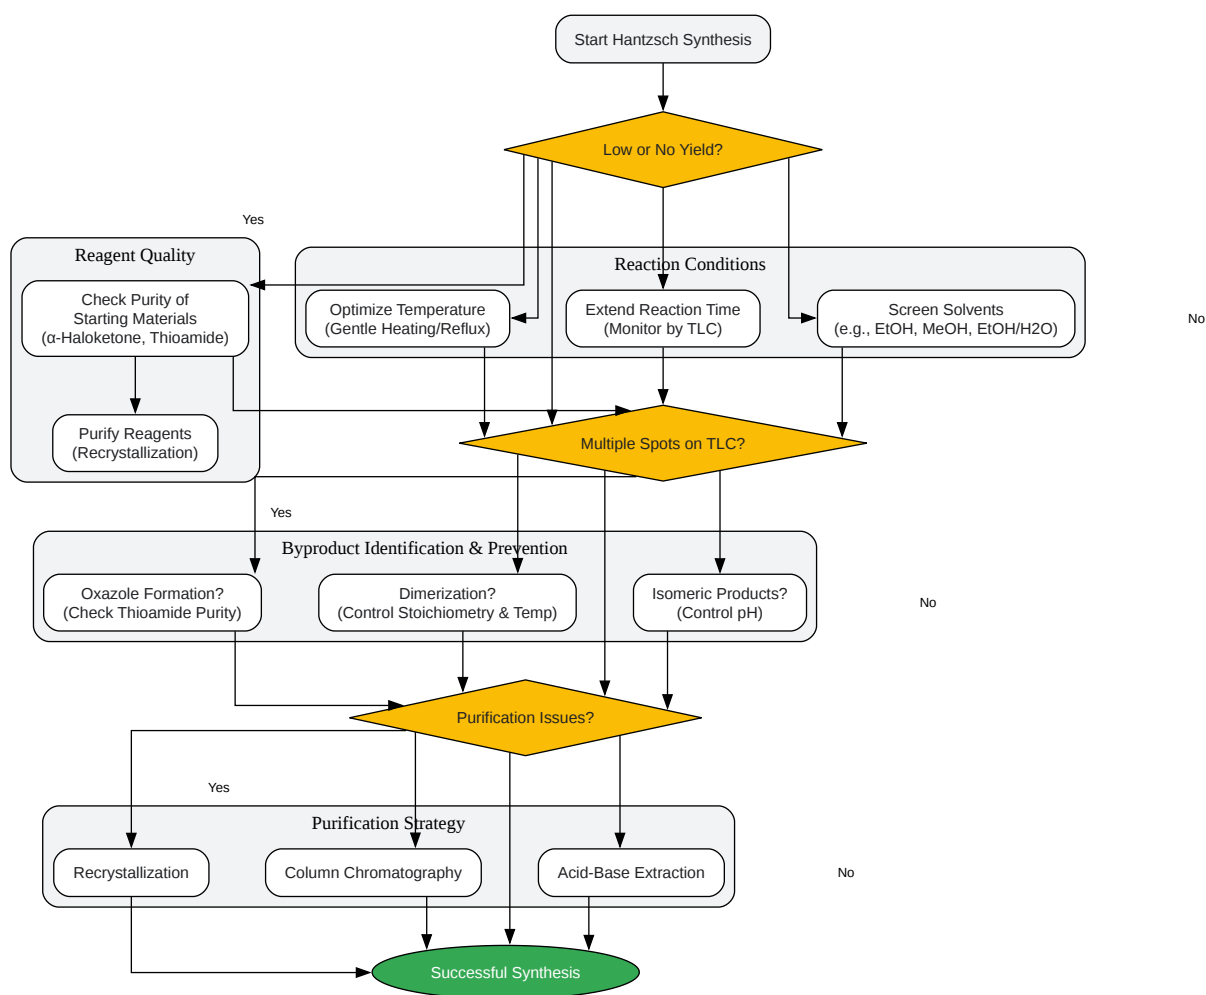 Start Hantzsch Synthesis
Low or No Yield?
Yes
Reagent Quality
Reaction Conditions
Check Purity of
Starting Materials
(α-Haloketone, Thioamide)
Optimize Temperature
(Gentle Heating/Reflux)
Extend Reaction Time
(Monitor by TLC)
Screen Solvents
(e.g., EtOH, MeOH, EtOH/H2O)
No
Purify Reagents
(Recrystallization)
Multiple Spots on TLC?
Yes
Byproduct Identification & Prevention
Oxazole Formation?
(Check Thioamide Purity)
Dimerization?
(Control Stoichiometry & Temp)
Isomeric Products?
(Control pH)
No
Purification Issues?
Yes
Purification Strategy
Recrystallization
Column Chromatography
Acid-Base Extraction
No
Successful Synthesis